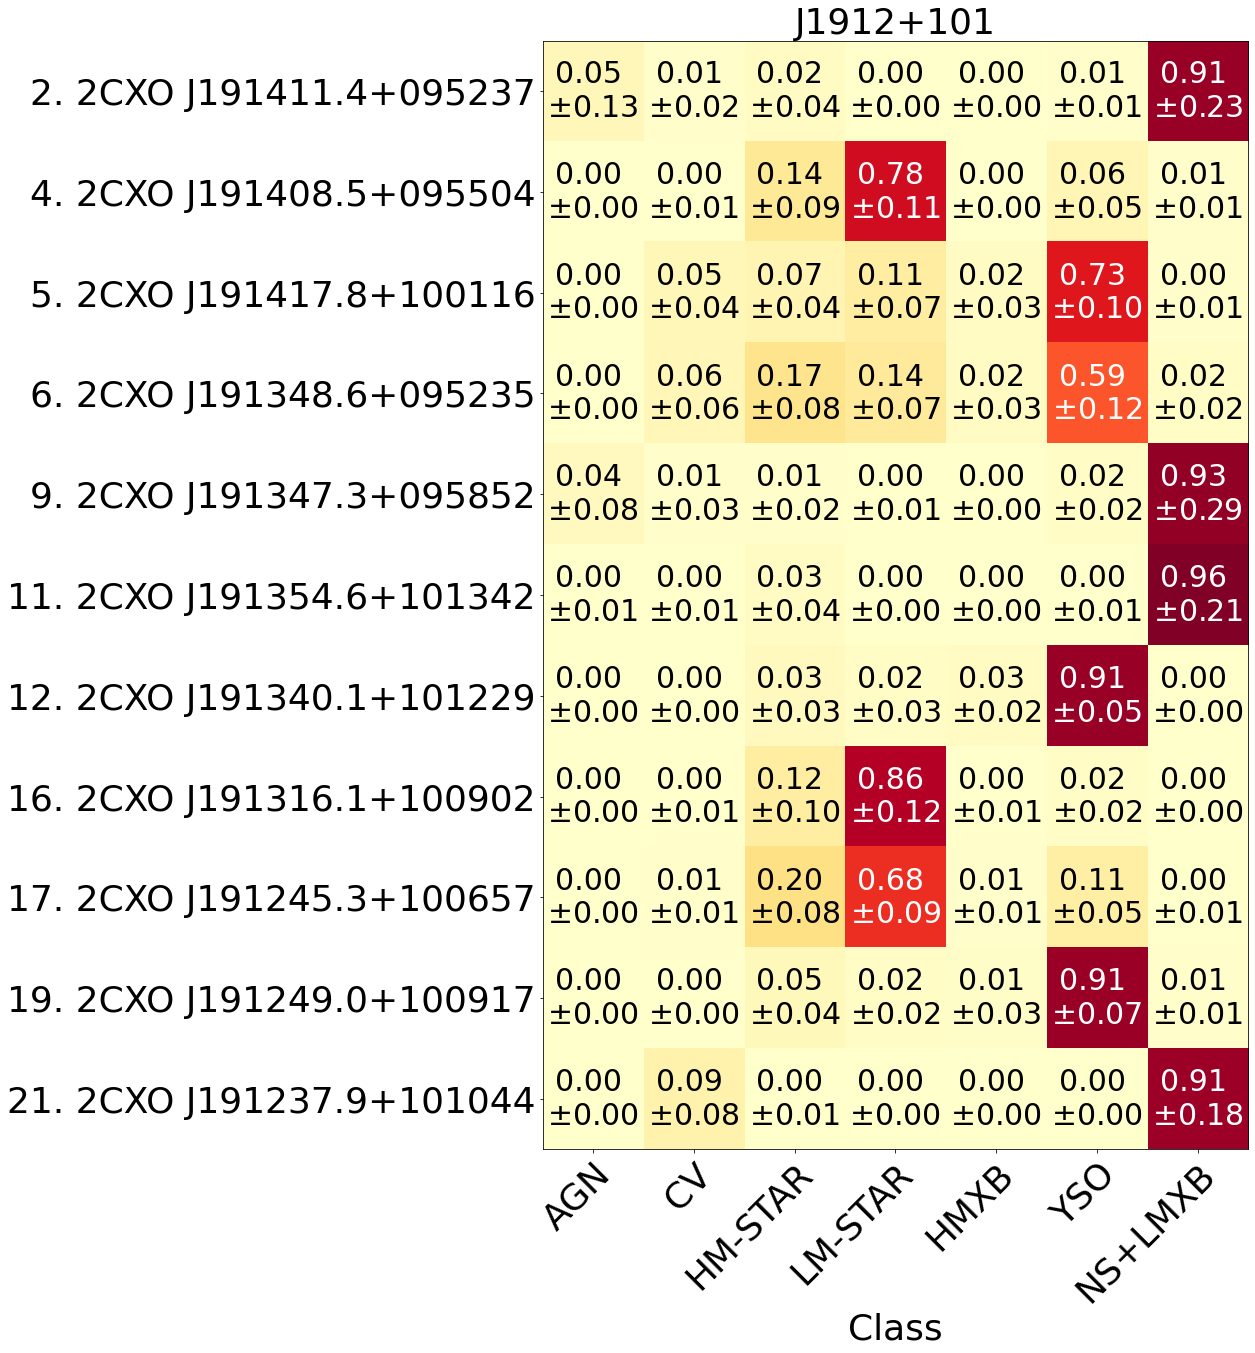 J1912+101
2. 2CXO J191411.4+095237 0.05 0.01 0.02 0.00 0.00 0.01 0.91
±0.13 ±0.02 ±0.04 ±0.00 ±0.00 ±0.01 ±0.23
4. 2CXO J191408.5+095504 0.00 0.00 0.14 0.78 0.00 0.06 0.01
±0.00 ±0.01 ±0.09 ±0.11 ±0.00 ±0.05 ±0.01
5. 2CXO J191417.8+100116 0.00 0.05 0.07 0.11 0.02 0.73 0.00
±0.00 ±0.04 ±0.04 ±0.07 ±0.03 ±0.10 ±0.01
6. 2CXO J191348.6+095235 0.00 0.06 0.17 0.14 0.02 0.59 0.02
±0.00 ±0.06 ±0.08 ±0.07 ±0.03 ±0.12 ±0.02
9. 2CXO J191347.3+095852 0.04 0.01 0.01 0.00 0.00 0.02 0.93
±0.08 ±0.03 ±0.02 ±0.01 ±0.00 ±0.02 ±0.29
11. 2CXO J191354.6+101342 0.00 0.00 0.03 0.00 0.00 0.00 0.96
±0.01 ±0.01 ±0.04 ±0.00 ±0.00 ±0.01 ±0.21
12. 2CXO J191340.1+101229 0.00 0.00 0.03 0.02 0.03 0.91 0.00
±0.00 ±0.00 ±0.03 ±0.03 ±0.02 ±0.05 ±0.00
16. 2CXO J191316.1+100902 0.00 0.00 0.12 0.86 0.00 0.02 0.00
±0.00 ±0.01 ±0.10 ±0.12 ±0.01 ±0.02 ±0.00
17. 2CXO J191245.3+100657 0.00 0.01 0.20 0.68 0.01 0.11 0.00
±0.00 ±0.01 ±0.08 ±0.09 ±0.01 ±0.05 ±0.01
19. 2CXO J191249.0+100917 0.00 0.00 0.05 0.02 0.01 0.91 0.01
±0.00 ±0.00 ±0.04 ±0.02 ±0.03 ±0.07 ±0.01
21. 2CXO J191237.9+101044 0.00 0.09 0.00 0.00 0.00 0.00 0.91
±0.00 ±0.08 ±0.01 ±0.00 ±0.00 ±0.00 ±0.18
AGN CV HM-STAR LM-STAR HMXB YSO NS+LMXB
Class